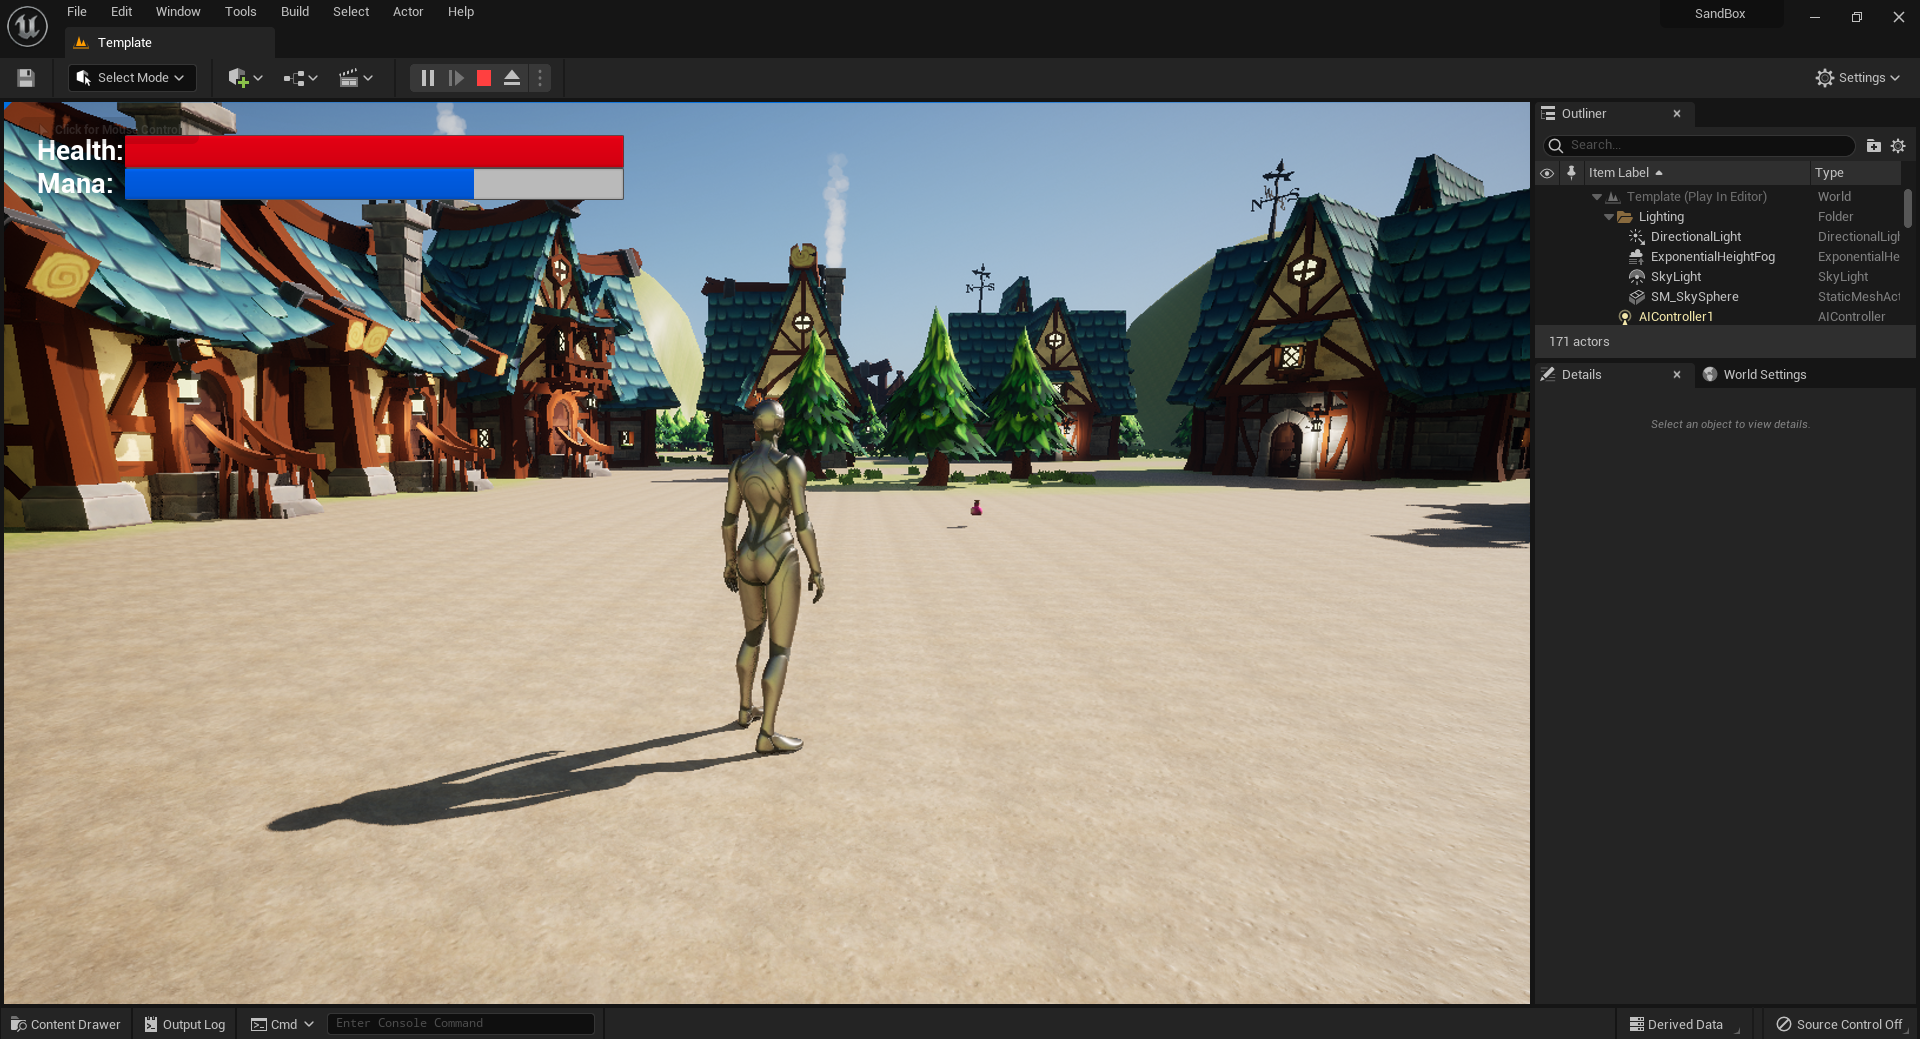 File Edit Window Tools Build Select Actor Help
SandBox
Template
Select Mode
Settings
Click for Mouse Control
Health:
Mana:
N S
N
Outliner
Search...
Item Label Type
Template (Play In Editor) World
Lighting Folder
DirectionalLight DirectionalLigh
ExponentialHeightFog ExponentialHe
SkyLight SkyLight
SM_SkySphere StaticMeshAct
AIController1 AIController
171 actors
Details
World Settings
Select an object to view details.
Content Drawer
Output Log
Cmd
Enter Console Command
Derived Data
Source Control Off